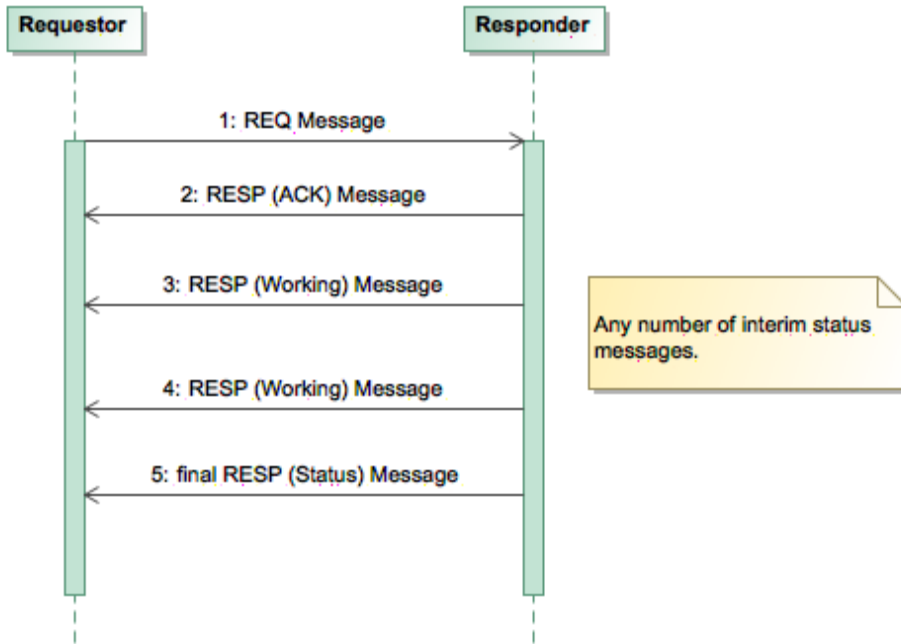 Requestor
Responder
1: REQ Message
2: RESP (ACK) Message
3: RESP (Working) Message
Any number of interim status
messages.
4: RESP (Working) Message
5: final RESP (Status) Message